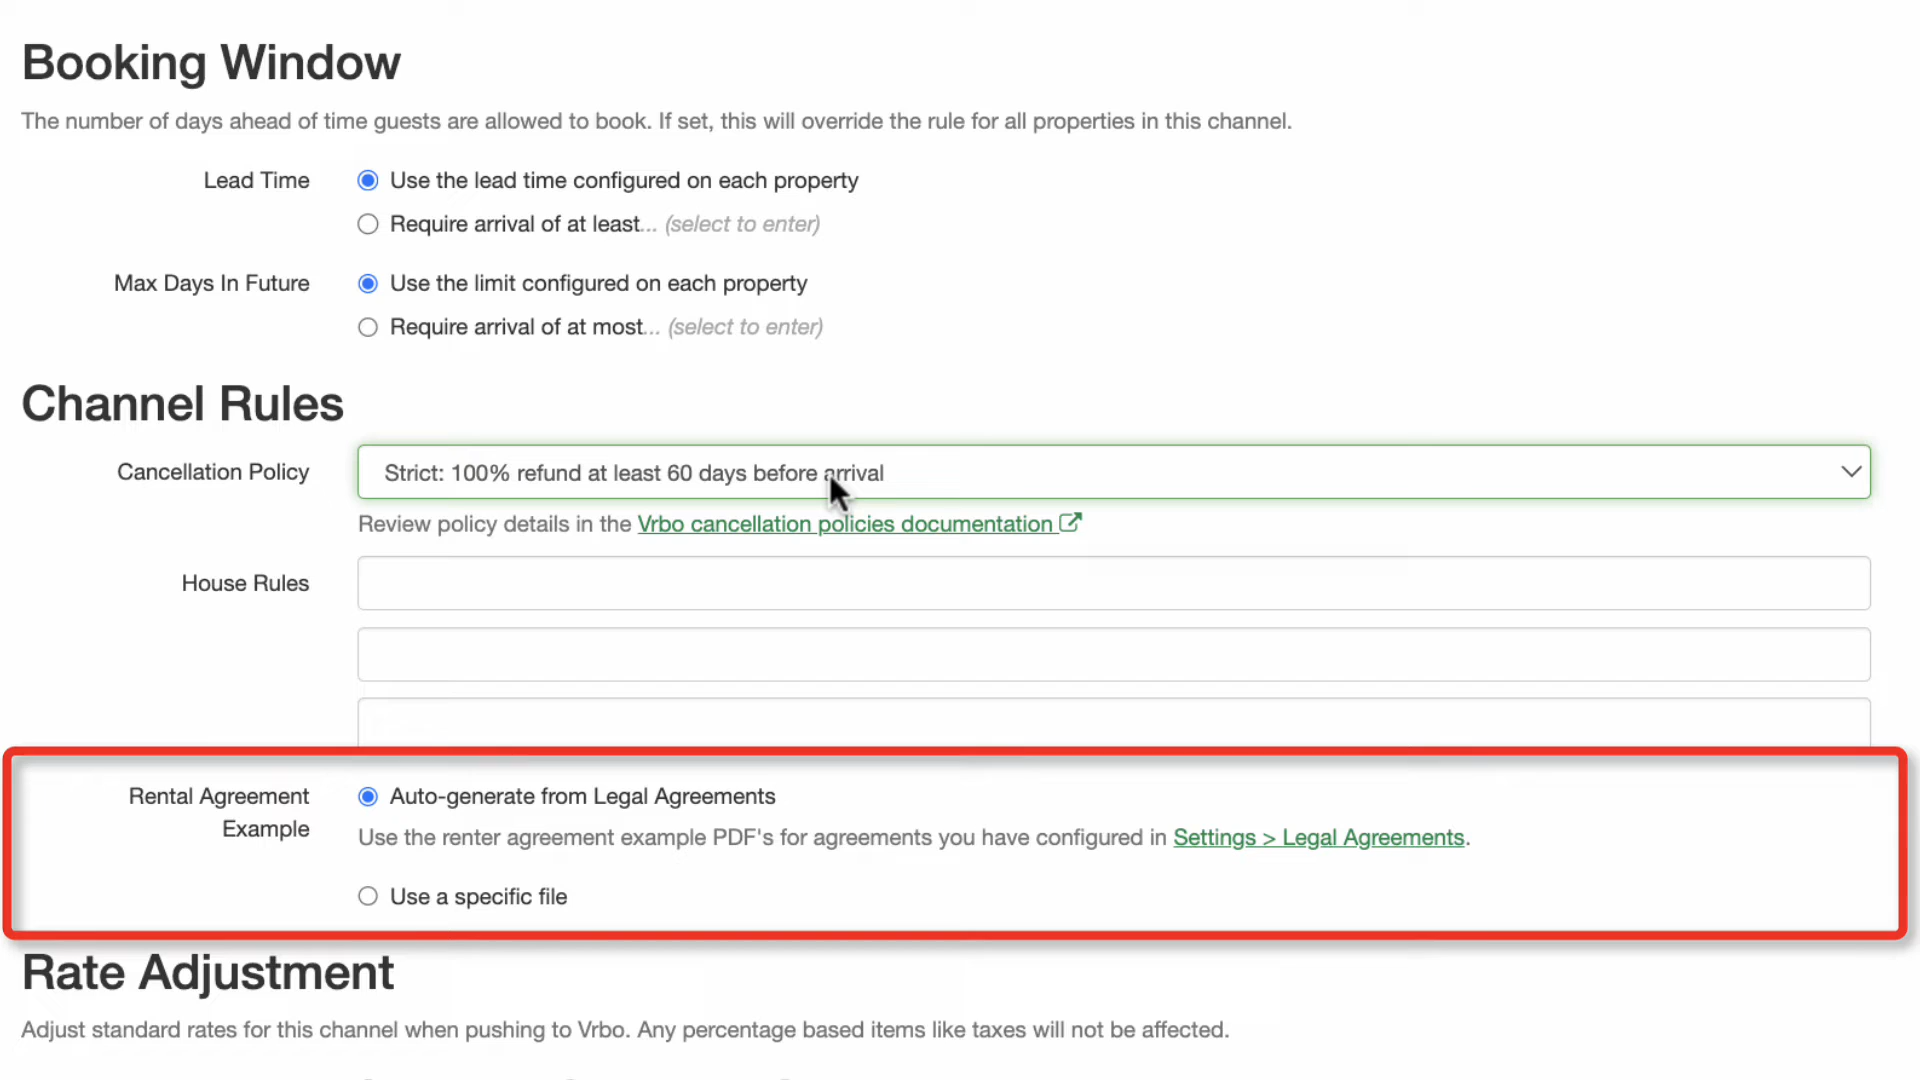 Booking Window
The number of days ahead of time guests are allowed to book. If set, this will override the rule for all properties in this channel.
Lead Time
Use the lead time configured on each property
Require arrival of at least... (select to enter)
Max Days In Future
Use the limit configured on each property
Require arrival of at most... (select to enter)
Channel Rules
Cancellation Policy
Strict: 100% refund at least 60 days before arrival
Review policy details in the Vrbo cancellation policies documentation
House Rules
Rental Agreement
Example
Auto-generate from Legal Agreements
Use the renter agreement example PDF's for agreements you have configured in Settings > Legal Agreements.
Use a specific file
Rate Adjustment
Adjust standard rates for this channel when pushing to Vrbo. Any percentage based items like taxes will not be affected.